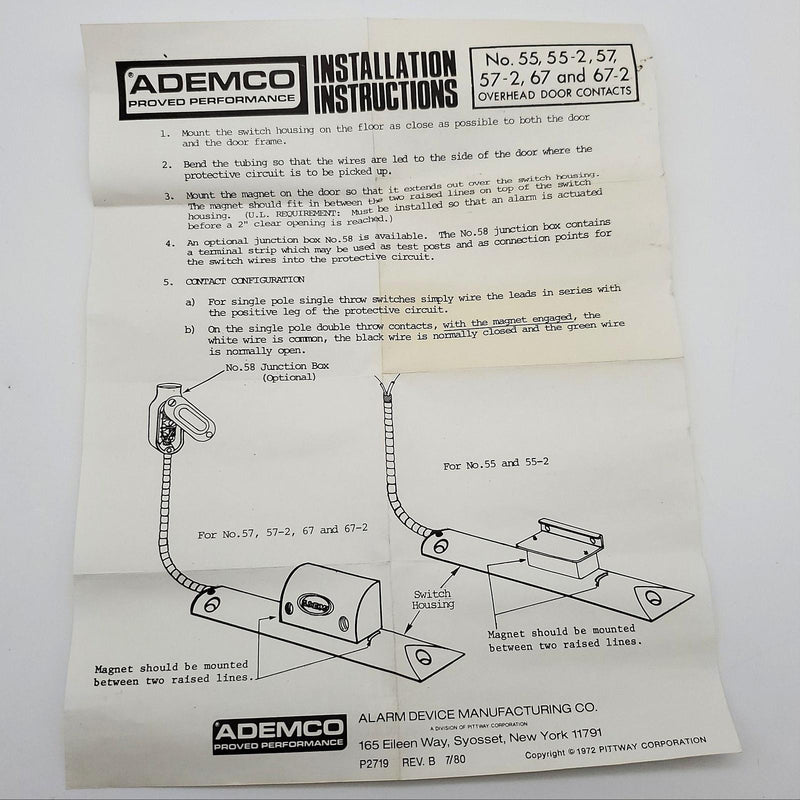 ADEMCO
PROVED PERFORMANCE
INSTALLATION
INSTRUCTIONS
No. 55, 55-2, 57,
57-2, 67 and 67-2
OVERHEAD DOOR CONTACTS
1. Mount the switch housing on the floor as close as possible to both the door
and the door frame.
2. Bend the tubing so that the wires are led to the side of the door where the
protective circuit is to be picked up.
3. Mount the magnet on the door so that it extends out over the switch housing.
The magnet should fit in between the two raised lines on top of the switch
housing. (U.L. REQUIREMENT: Must be installed so that an alarm is actuated
before a 2" clear opening is reached.)
4. An optional junction box No.58 is available. The No.58 junction box contains
a terminal strip which may be used as test posts and as connection points for
the switch wires into the protective circuit.
5. CONTACT CONFIGURATION
a) For single pole single throw switches simply wire the leads in series with
the positive leg of the protective circuit.
b) On the single pole double throw contacts, with the magnet engaged, the
white wire is common, the black wire is normally closed and the green wire
is normally open.
No.58 Junction Box
(Optional)
For No.55 and 55-2
For No.57, 57-2, 67 and 67-2
Switch
Housing
Magnet should be mounted
between two raised lines.
Magnet should be mounted
between two raised lines.
ADEMCO
PROVED PERFORMANCE
ALARM DEVICE MANUFACTURING CO.
A DIVISION OF PITTWAY CORPORATION
165 Eileen Way, Syosset, New York 11791
P2719 REV. B 7/80
Copyright © 1972 PITTWAY CORPORATION